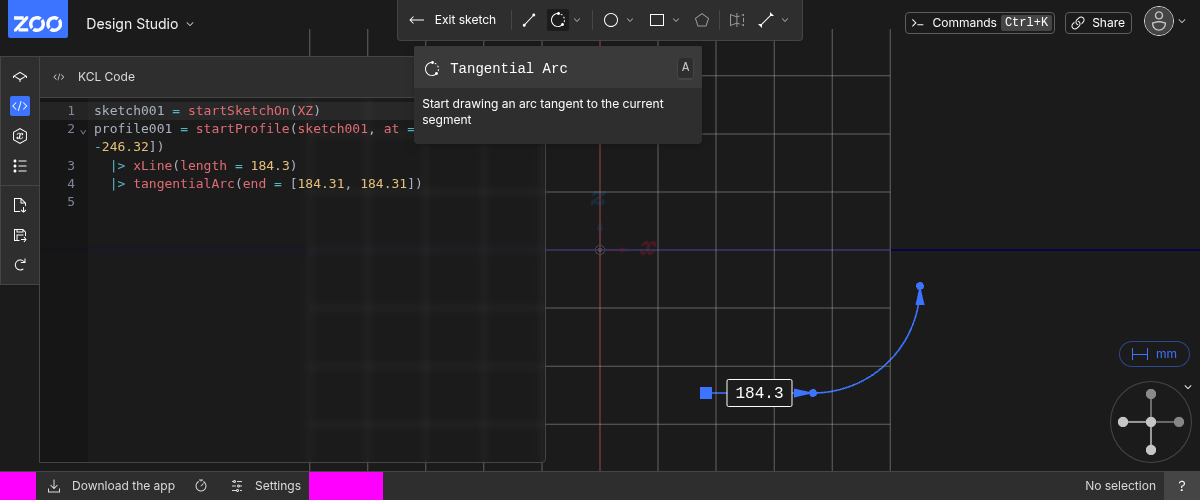 ZOO
Design Studio
Exit sketch
Commands Ctrl+K
Share
Tangential Arc
A
Start drawing an arc tangent to the current
segment
KCL Code
1 sketch001 = startSketchOn(XZ)
2 profile001 = startProfile(sketch001, at =
-246.32])
3 |> xLine(length = 184.3)
4 |> tangentialArc(end = [184.31, 184.31])
5
z
x
184.3
mm
Download the app
Settings
No selection
?